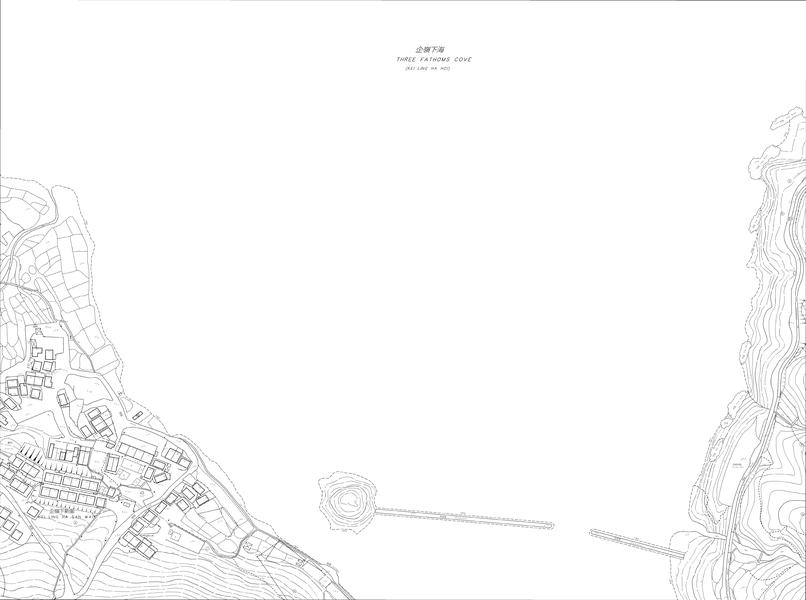 企嶺下海
THREE FATHOMS COVE
(KEI LING HA HOI)
企嶺下新圍
KEI LING HA SAN WAI